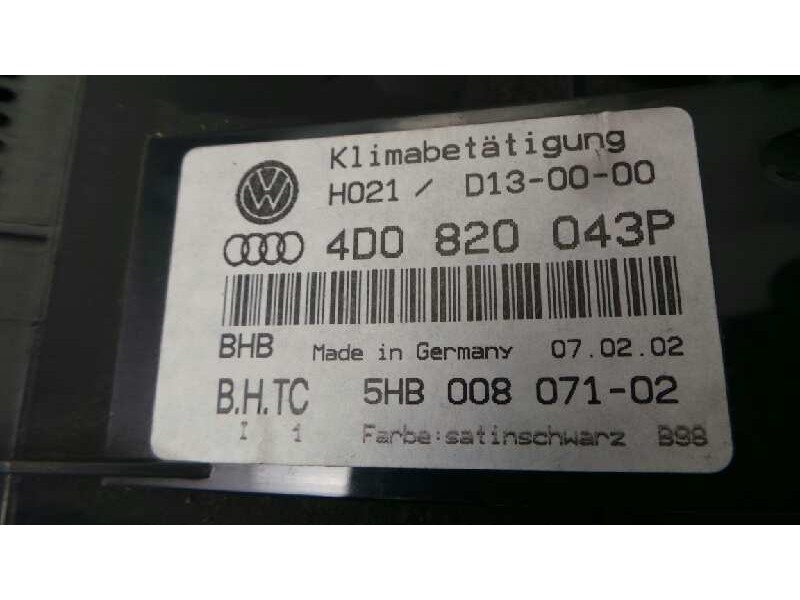 Klimabetätigung
H021 / D13-00-00
4D0 820 043P
BHB Made in Germany 07.02.02
B.H.TC 5HB 008 071-02
I 1 Farbe:satinschwarz B98